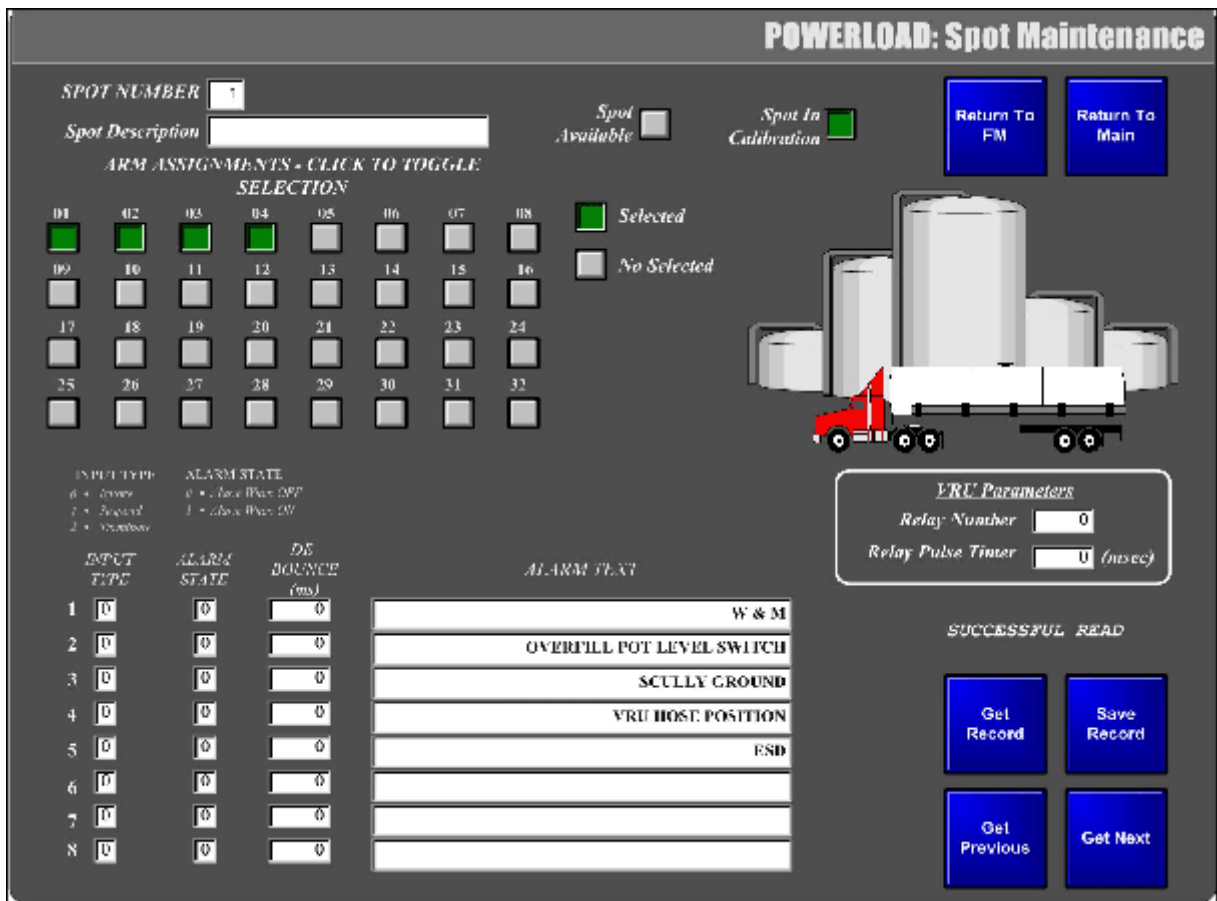 POWERLOAD: Spot Maintenance
SPOT NUMBER 1
Spot Description
Spot Available
Spot In Calibration
Return To FM
Return To Main
ARM ASSIGNMENTS - CLICK TO TOGGLE
SELECTION
01 02 03 04 05 06 07 08
Selected
09 10 11 12 13 14 15 16
No Selected
17 18 19 20 21 22 23 24
25 26 27 28 29 30 31 32
INPUT TYPE ALARM STATE
VRU Parameters
Relay Number 0
Relay Pulse Timer 0 (msec)
INPUT TYPE
ALARM STATE
DE BOUNCE (ms)
ALARM TEXT
1 0 0 0 W & M
2 0 0 0 OVERFILL POT LEVEL SWITCH
3 0 0 0 SCULLY GROUND
4 0 0 0 VRU HOSE POSITION
5 0 0 0 ESD
6 0 0 0
7 0 0 0
8 0 0 0
SUCCESSFUL READ
Get Record
Save Record
Get Previous
Get Next